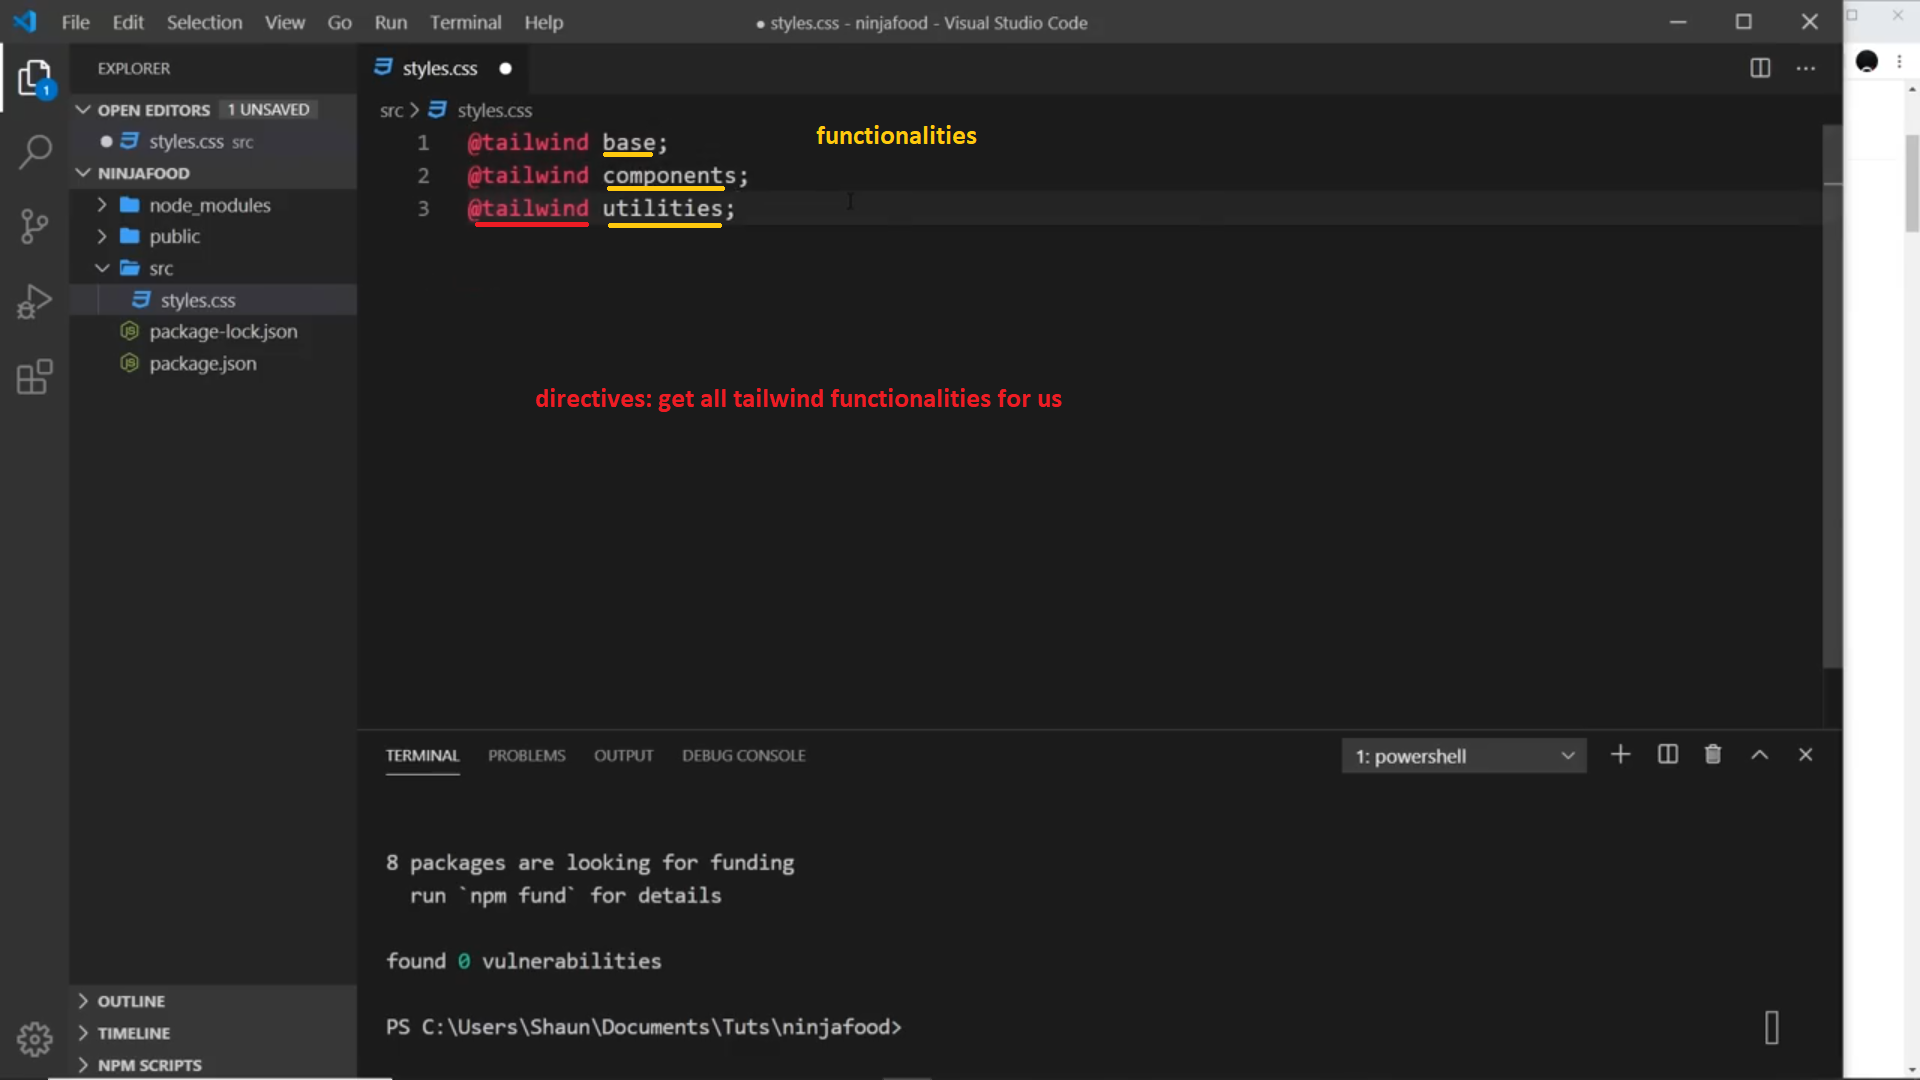 File Edit Selection View Go Run Terminal Help
● styles.css - ninjafood - Visual Studio Code
EXPLORER
styles.css
OPEN EDITORS 1 UNSAVED
src > styles.css
1
styles.css src
1 @tailwind base;
functionalities
NINJAFOOD
2 @tailwind components;
node_modules
3 @tailwind utilities;
public
src
styles.css
package-lock.json
package.json
directives: get all tailwind functionalities for us
TERMINAL PROBLEMS OUTPUT DEBUG CONSOLE
1: powershell
8 packages are looking for funding
run `npm fund` for details
found 0 vulnerabilities
OUTLINE
PS C:\Users\Shaun\Documents\Tuts\ninjafood>
TIMELINE
NPM SCRIPTS